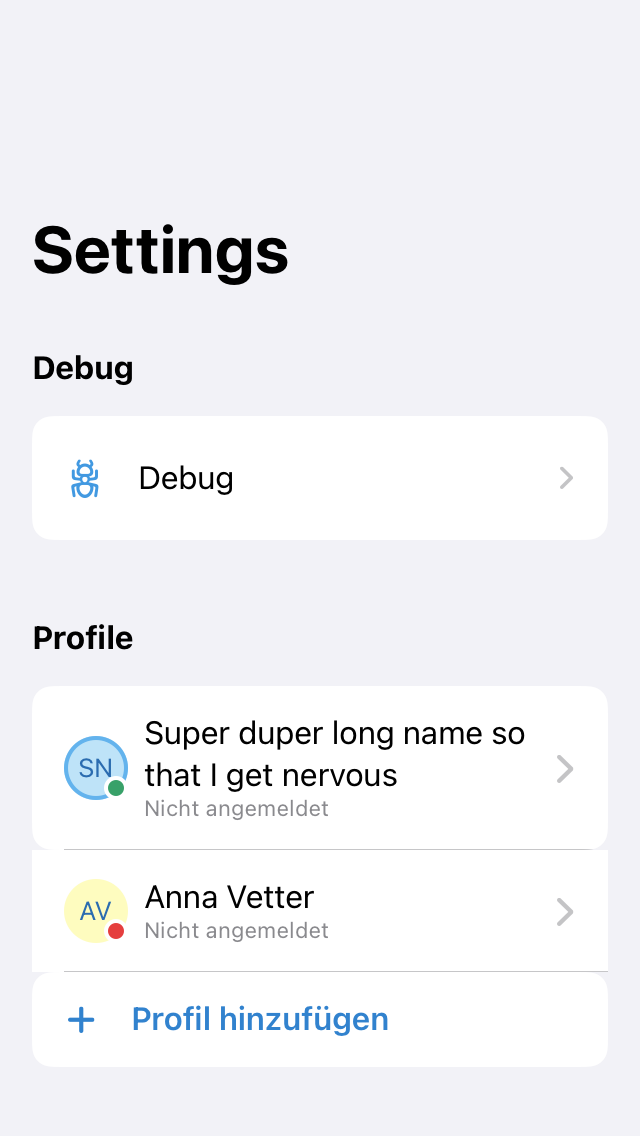 Settings
Debug
Debug
Profile
SN
Super duper long name so
that I get nervous
Nicht angemeldet
AV
Anna Vetter
Nicht angemeldet
Profil hinzufügen